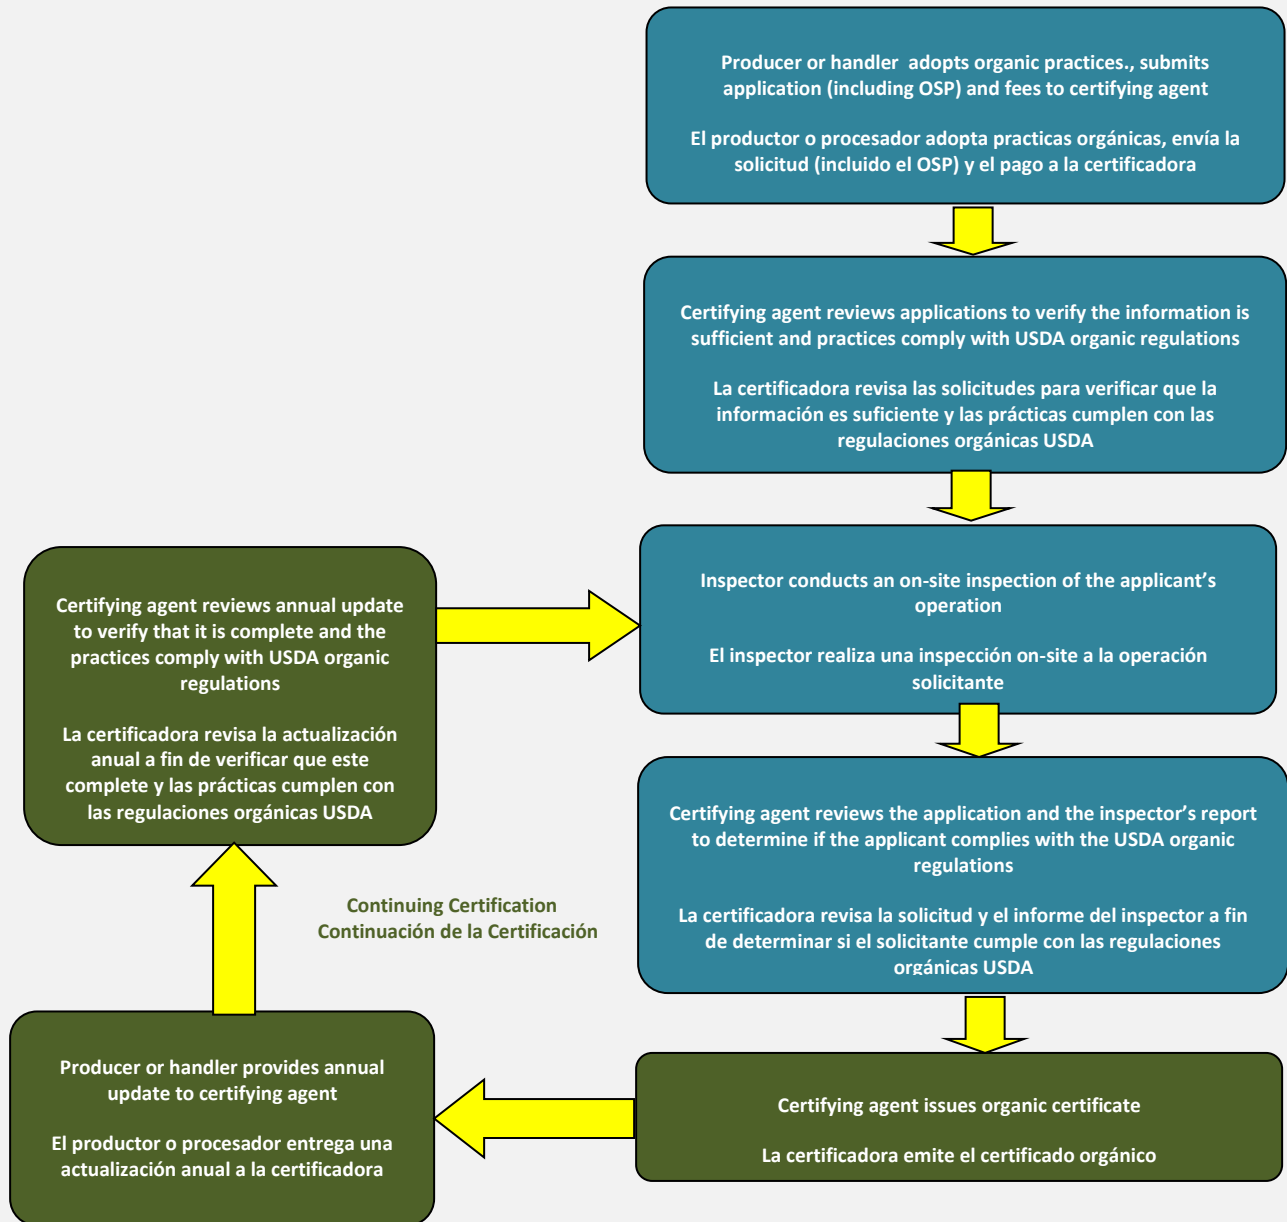 Producer or handler  adopts organic practices., submits
application (including OSP) and fees to certifying agent
El productor o procesador adopta practicas orgánicas, envía la
solicitud (incluido el OSP) y el pago a la certificadora
Certifying agent reviews applications to verify the information is
sufficient and practices comply with USDA organic regulations
La certificadora revisa las solicitudes para verificar que la
información es suficiente y las prácticas cumplen con las
regulaciones orgánicas USDA
Inspector conducts an on-site inspection of the applicant’s
operation
El inspector realiza una inspección on-site a la operación
solicitante
Certifying agent reviews the application and the inspector’s report
to determine if the applicant complies with the USDA organic
regulations
La certificadora revisa la solicitud y el informe del inspector a fin
de determinar si el solicitante cumple con las regulaciones
orgánicas USDA
Certifying agent issues organic certificate
La certificadora emite el certificado orgánico
Producer or handler provides annual
update to certifying agent
El productor o procesador entrega una
actualización anual a la certificadora
Certifying agent reviews annual update
to verify that it is complete and the
practices comply with USDA organic
regulations
La certificadora revisa la actualización
anual a fin de verificar que este
complete y las prácticas cumplen con
las regulaciones orgánicas USDA
Continuing Certification
Continuación de la Certificación